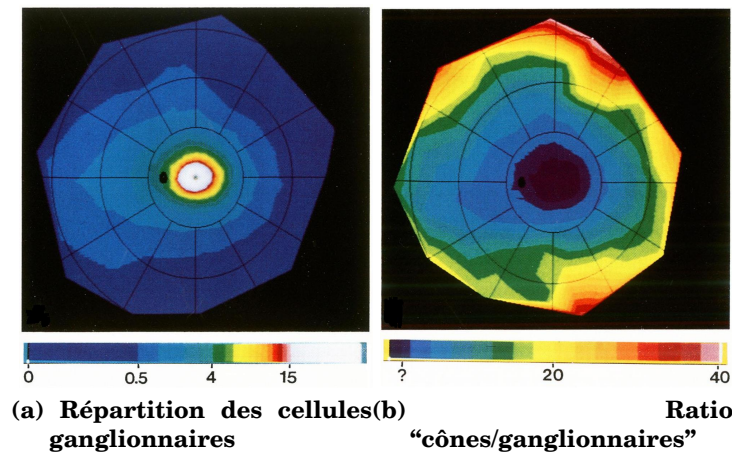 0 0.5 4 15
? 20 40
(a) Répartition des cellules
ganglionnaires
(b) Ratio
“cônes/ganglionnaires”